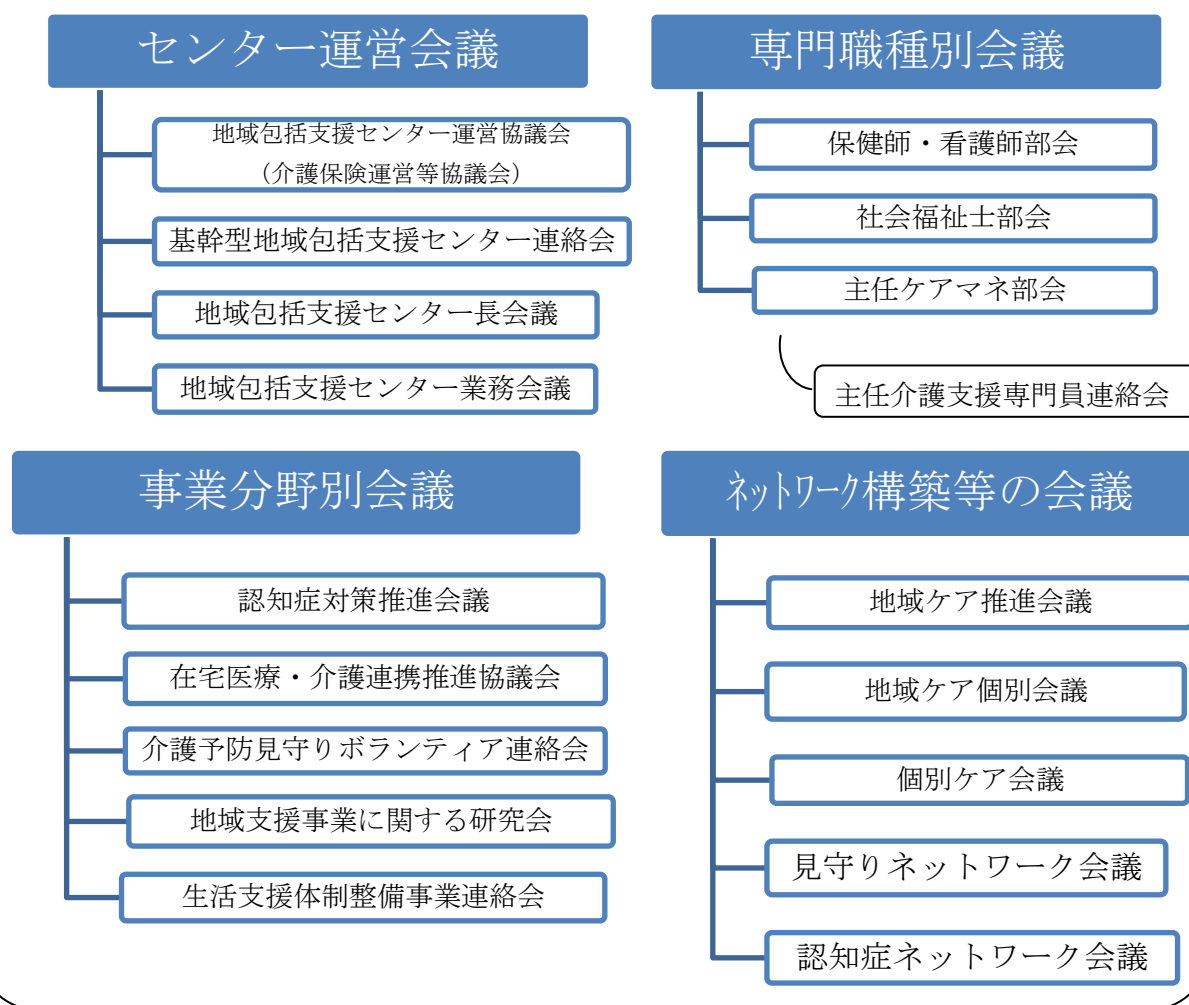 センター運営会議
地域包括支援センター運営協議会
（介護保険運営等協議会）
基幹型地域包括支援センター連絡会
地域包括支援センター長会議
地域包括支援センター業務会議
専門職種別会議
保健師・看護師部会
社会福祉士部会
主任ケアマネ部会
主任介護支援専門員連絡会
事業分野別会議
認知症対策推進会議
在宅医療・介護連携推進協議会
介護予防見守りボランティア連絡会
地域支援事業に関する研究会
生活支援体制整備事業連絡会
ﾈｯﾄﾜｰｸ構築等の会議
地域ケア推進会議
地域ケア個別会議
個別ケア会議
見守りネットワーク会議
認知症ネットワーク会議